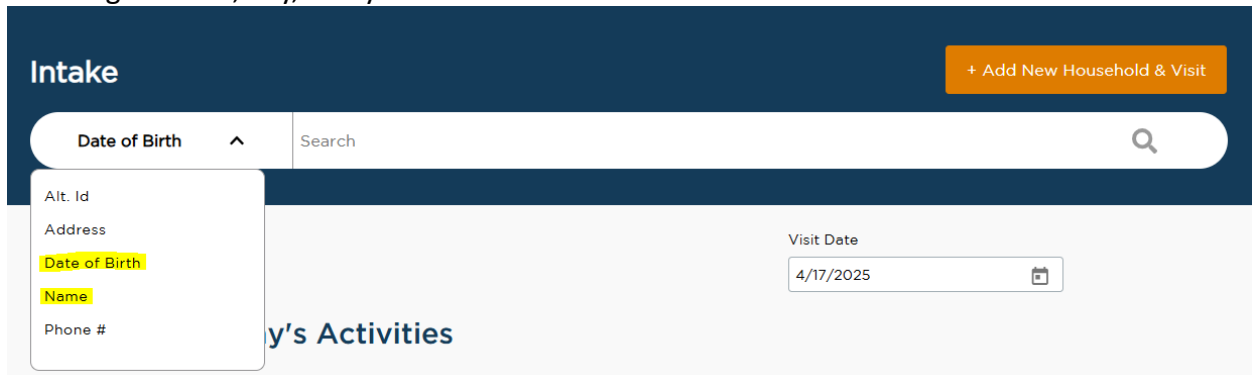 Intake
+ Add New Household & Visit
Date of Birth
Search
Alt. Id
Address
Date of Birth
Name
Phone #
Visit Date
4/17/2025
y's Activities